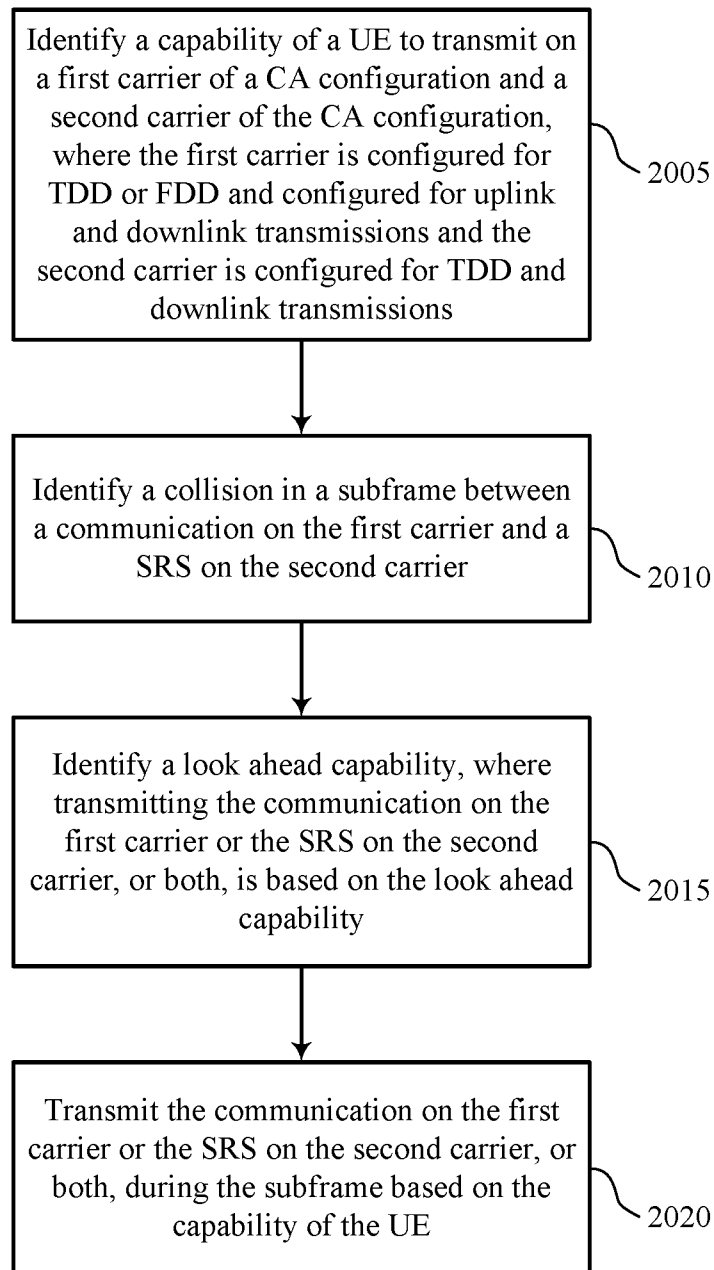 Identify a capability of a UE to transmit on
a first carrier of a CA configuration and a
second carrier of the CA configuration,
where the first carrier is configured for
TDD or FDD and configured for uplink
and downlink transmissions and the
second carrier is configured for TDD and
downlink transmissions
2005
Identify a collision in a subframe between
a communication on the first carrier and a
SRS on the second carrier
2010
Identify a look ahead capability, where
transmitting the communication on the
first carrier or the SRS on the second
carrier, or both, is based on the look ahead
capability
2015
Transmit the communication on the first
carrier or the SRS on the second carrier, or
both, during the subframe based on the
capability of the UE
2020